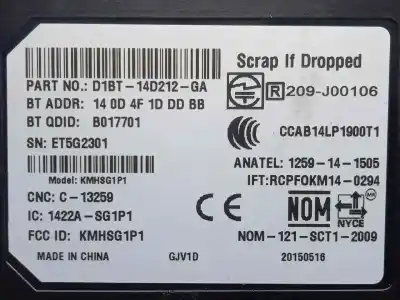 Scrap If Dropped
PART NO.: D1BT-14D212-GA
BT ADDR: 14 0D 4F 1D DD BB
R 209-J00106
BT QDID: B017701
SN: ET5G2301
CCAB14LP1900T1
ANATEL: 1259-14-1505
Model: KMHSG1P1
IFT:RCPFOKM14-0294
CNC: C-13259
IC: 1422A-SG1P1
CE
NOM
MR
NYCE
FCC ID: KMHSG1P1
NOM-121-SCT1-2009
MADE IN CHINA
GJV1D
20150516